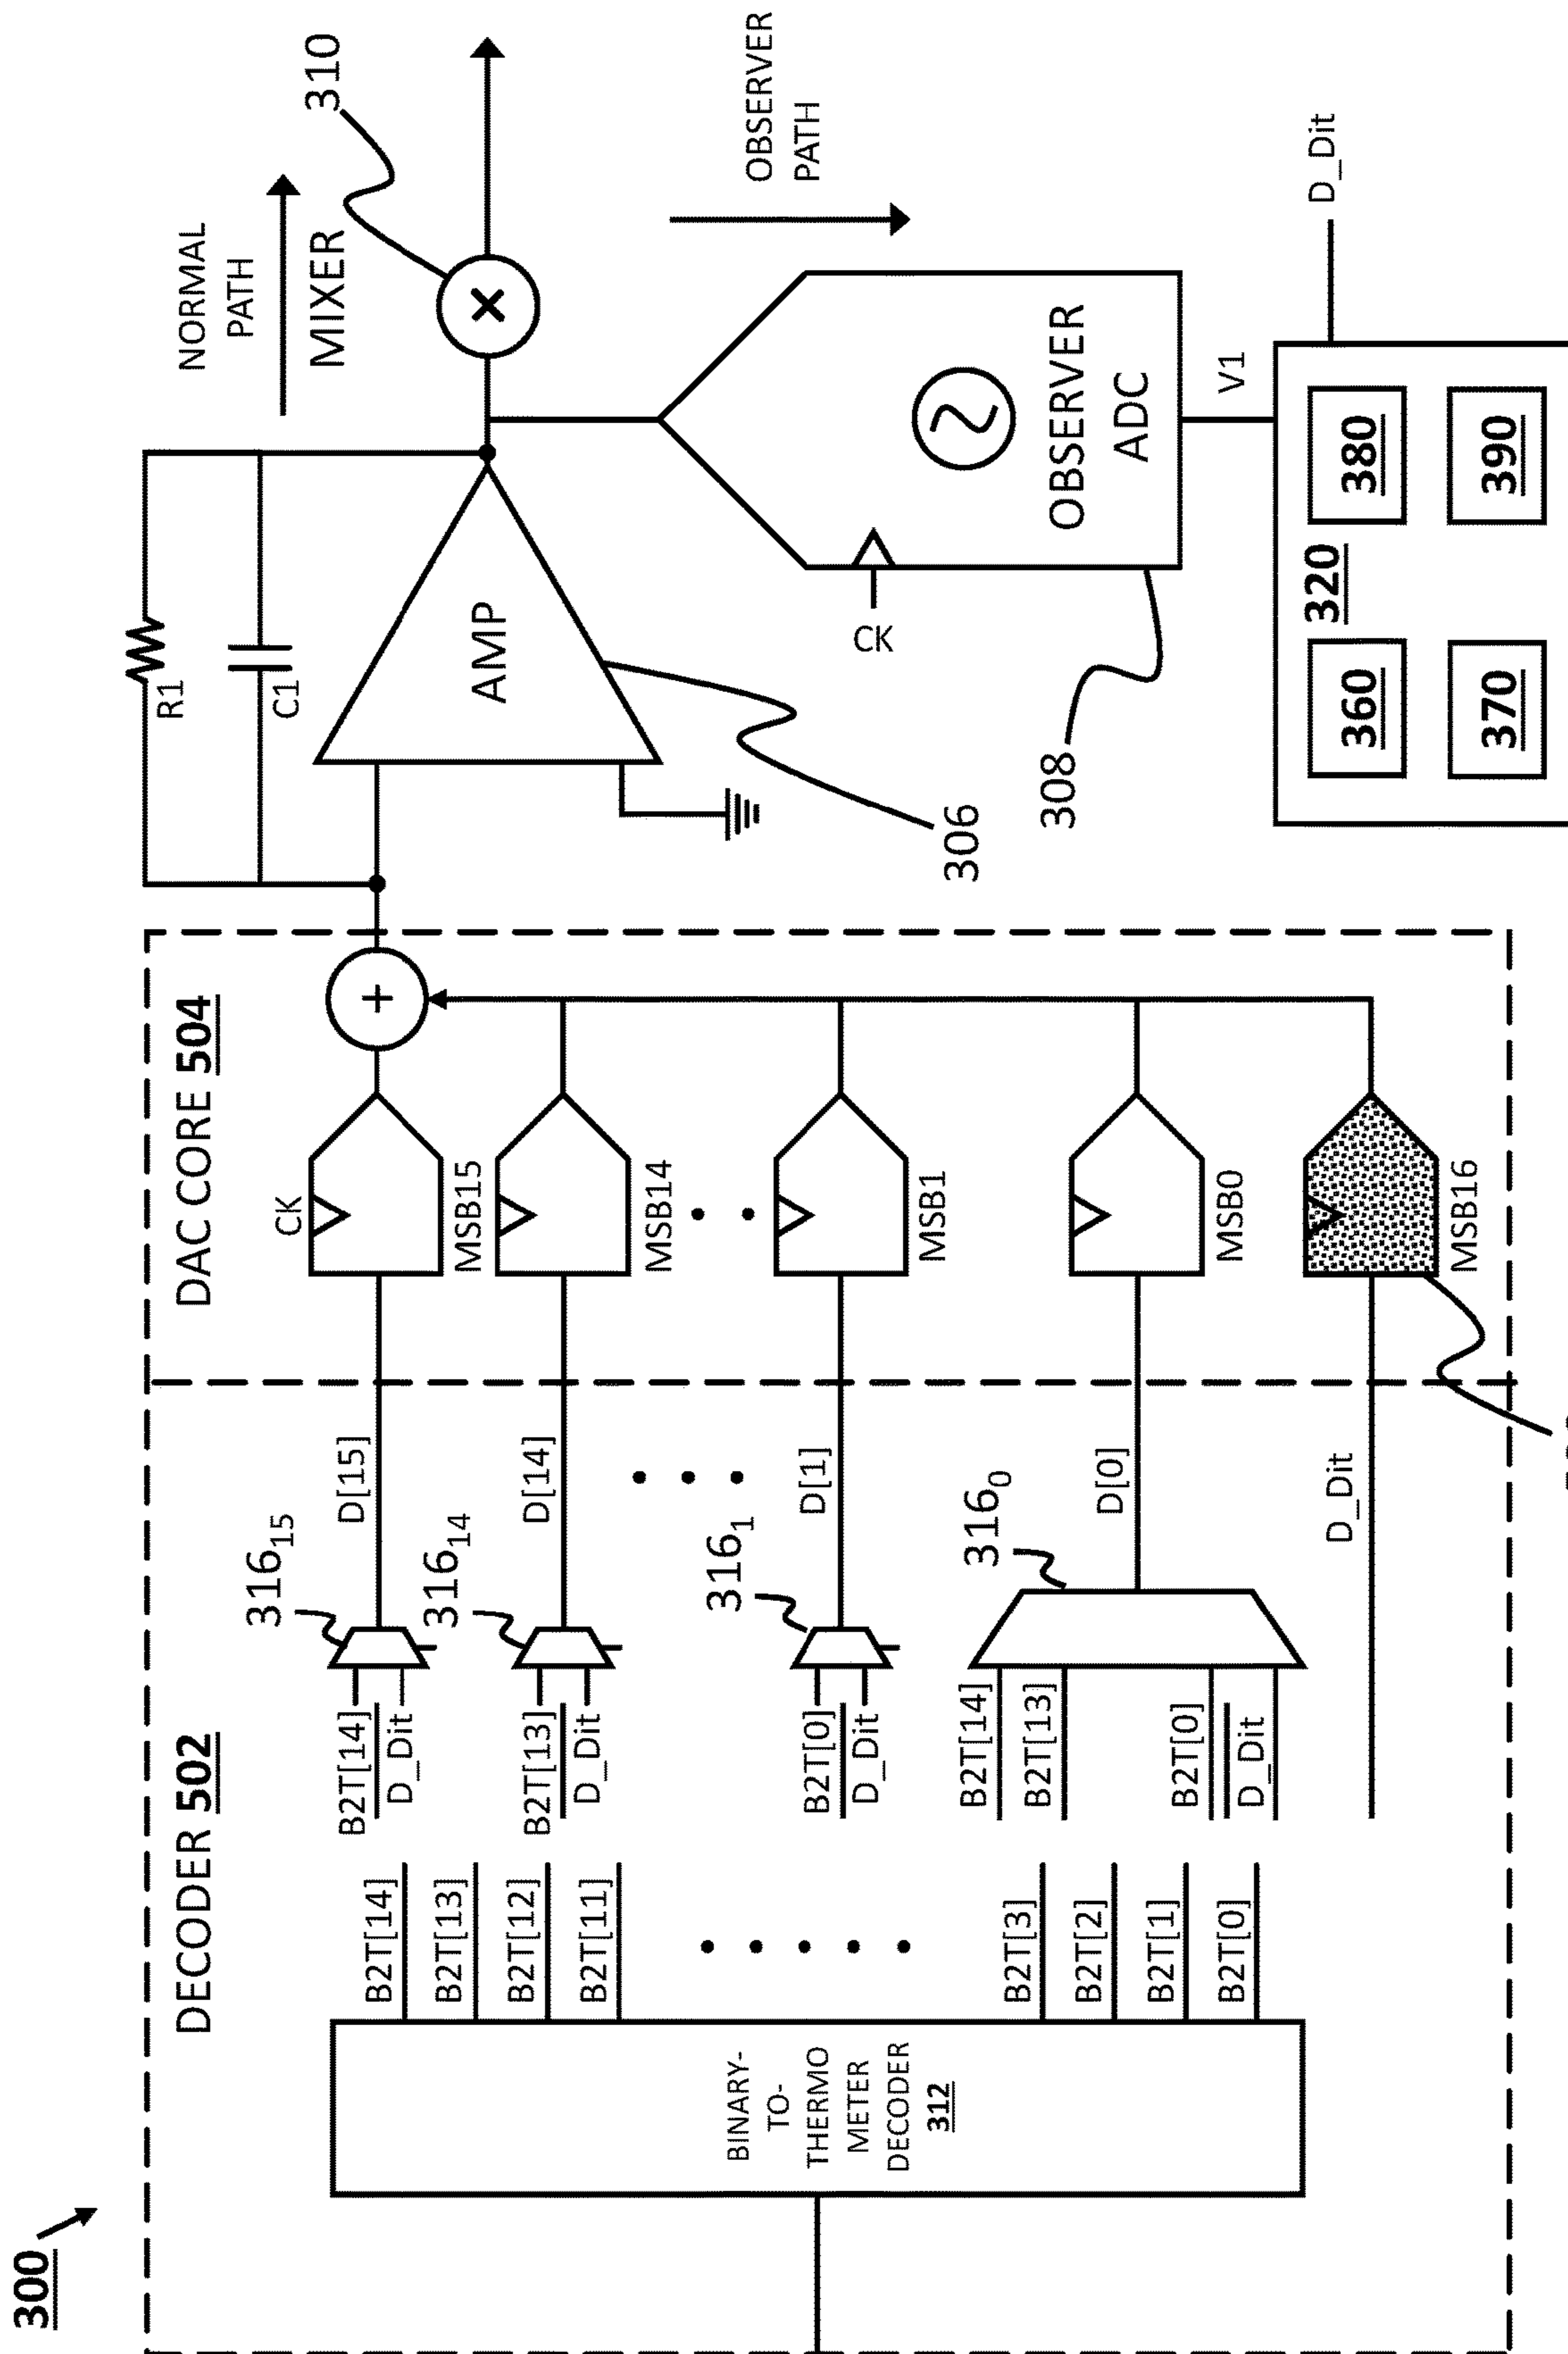 300
DECODER 502
DAC CORE 504
BINARY-
TO-
THERMO
METER
DECODER
312
B2T[14]
B2T[13]
B2T[12]
B2T[11]
B2T[3]
B2T[2]
B2T[1]
B2T[0]
B2T[14]
D_Dit
316₁₅
D[15]
B2T[13]
D_Dit
316₁₄
D[14]
B2T[0]
D_Dit
316₁
D[1]
B2T[14]
B2T[13]
B2T[0]
D_Dit
316₀
D[0]
D_Dit
CK
MSB15
MSB14
MSB1
MSB0
MSB16
+
R1
C1
AMP
306
NORMAL
PATH
MIXER
310
×
OBSERVER
PATH
CK
OBSERVER
ADC
308
V1
D_Dit
320
360
380
370
390